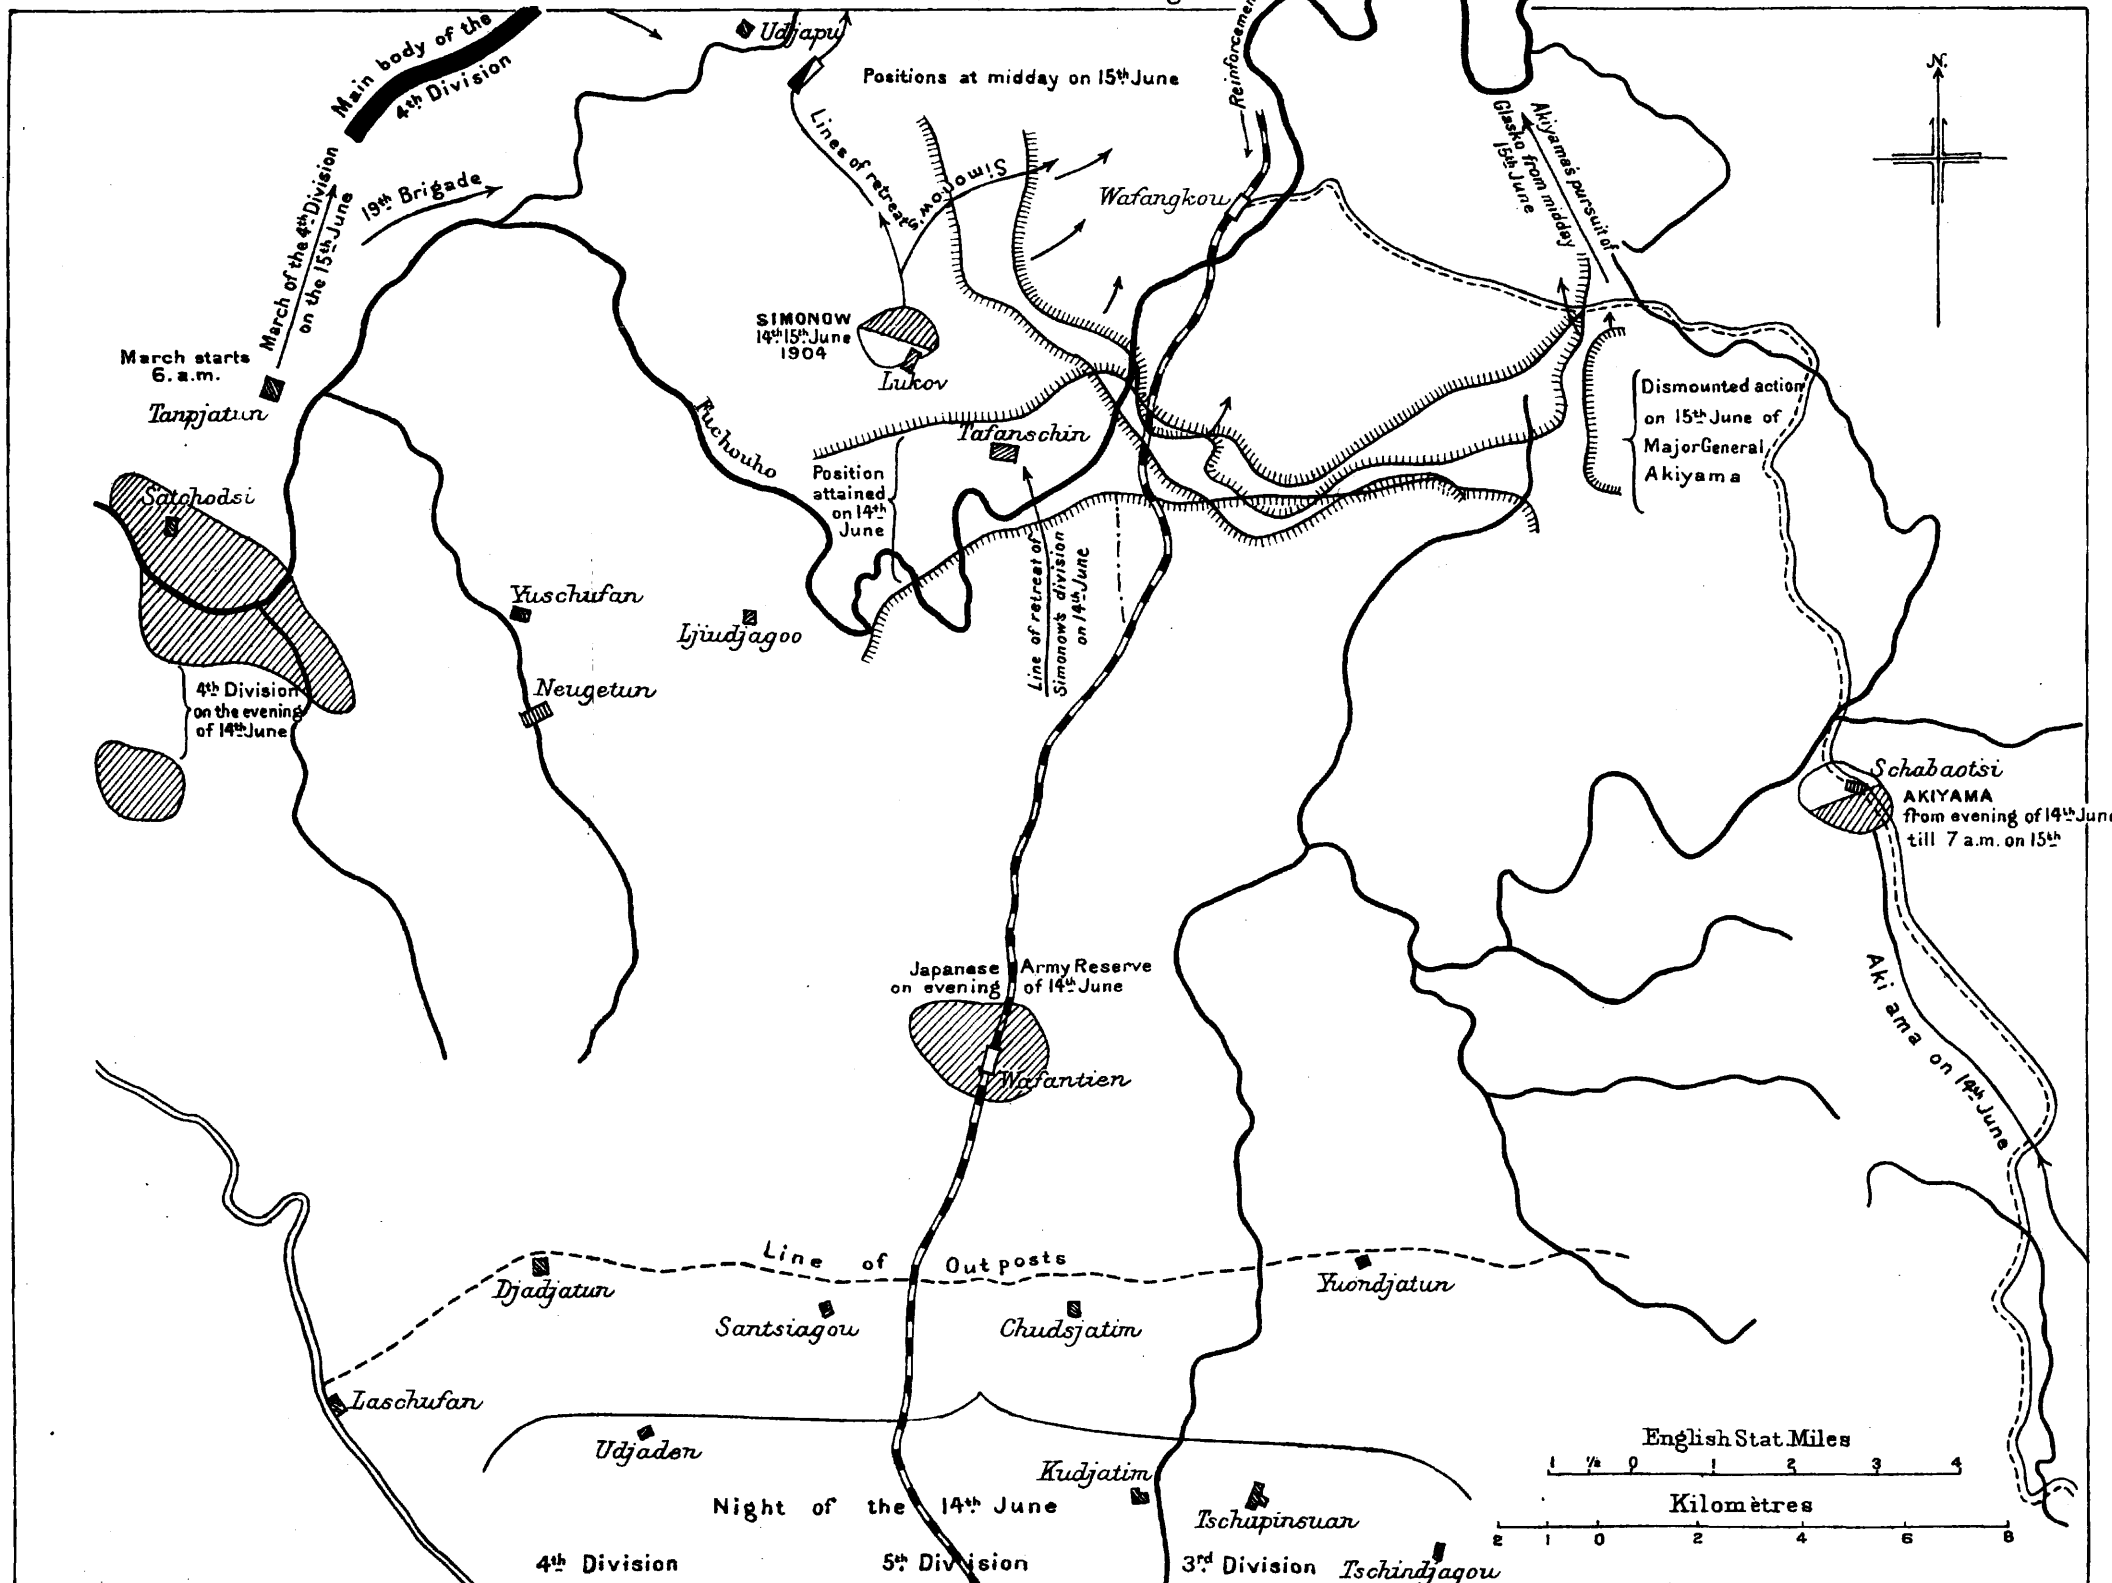 Main body of the
4th Division
Udjapu
Positions at midday on 15th June
Reinforcemen
N.
Lines of retreat
Simonow's
Wafangkou
Akiyama's pursuit of
Glasko from midday
15th June
19th Brigade
March of the 4th Division
on the 15th June
March starts
6. a.m.
Tanpjatun
SIMONOW
14th 15th June
1904
Lukov
Fuchouho
Tafanschin
Position
attained
on 14th
June
Dismounted action
on 15th June of
Major General
Akiyama
Satchodsi
Yuschufan
Ljiudjagoo
Line of retreat of
Simonow's division
on 14th June
4th Division
on the evening
of 14th June
Neugetun
Schabaotsi
AKIYAMA
from evening of 14th June
till 7 a.m. on 15th
Japanese Army Reserve
on evening of 14th June
Wafantien
Aki ama on 14th June
Line of Outposts
Djadjatun
Santsiagou
Chudsjatim
Yuondjatun
Laschufan
Udjaden
Kudjatim
Tschupinsuan
Tschindjagou
Night of the 14th June
4th Division 5th Division 3rd Division
English Stat. Miles
1 ½ 0 1 2 3 4
Kilomètres
2 1 0 2 4 6 8